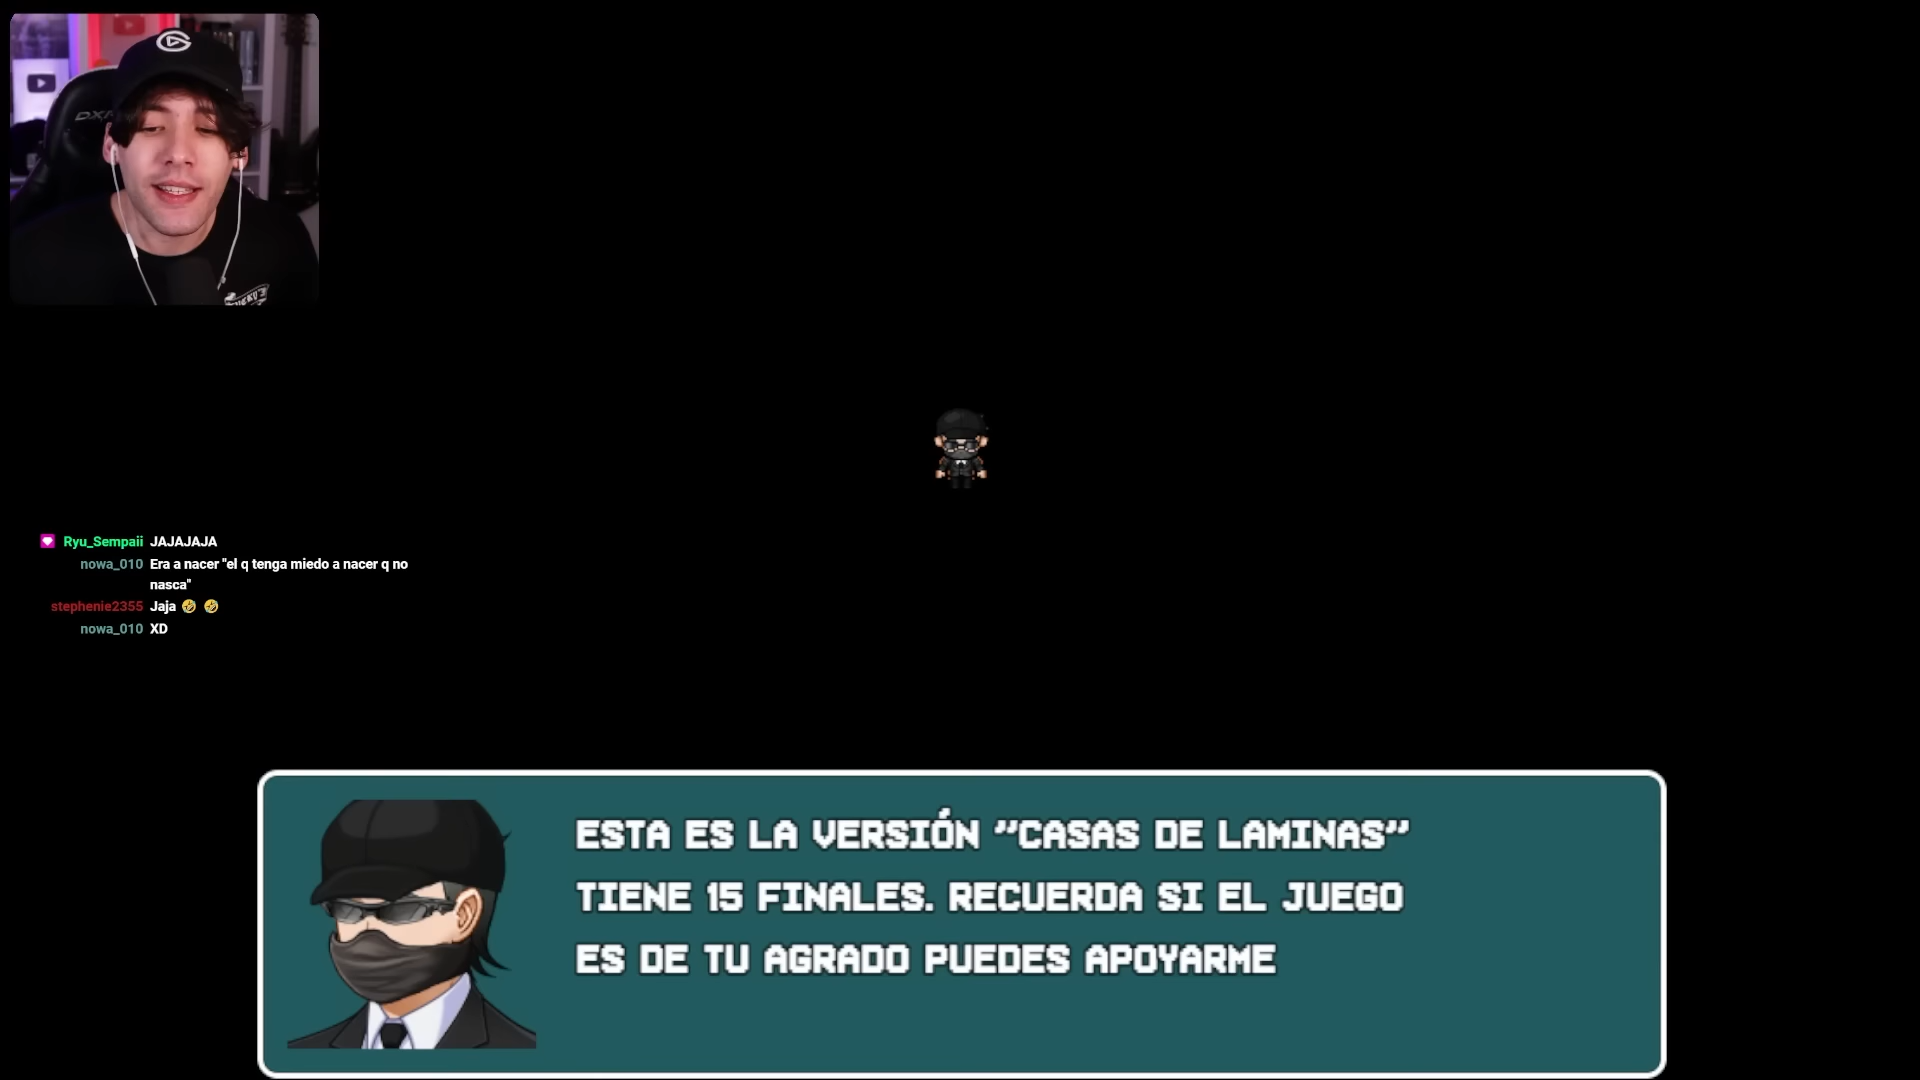 Ryu_Sempaii JAJAJAJA
nowa_010 Era a nacer "el q tenga miedo a nacer q no
nasca"
stephenie2355 Jaja 🤣 🤣
nowa_010 XD
ESTA ES LA VERSIÓN "CASAS DE LAMINAS"
TIENE 15 FINALES. RECUERDA SI EL JUEGO
ES DE TU AGRADO PUEDES APOYARME